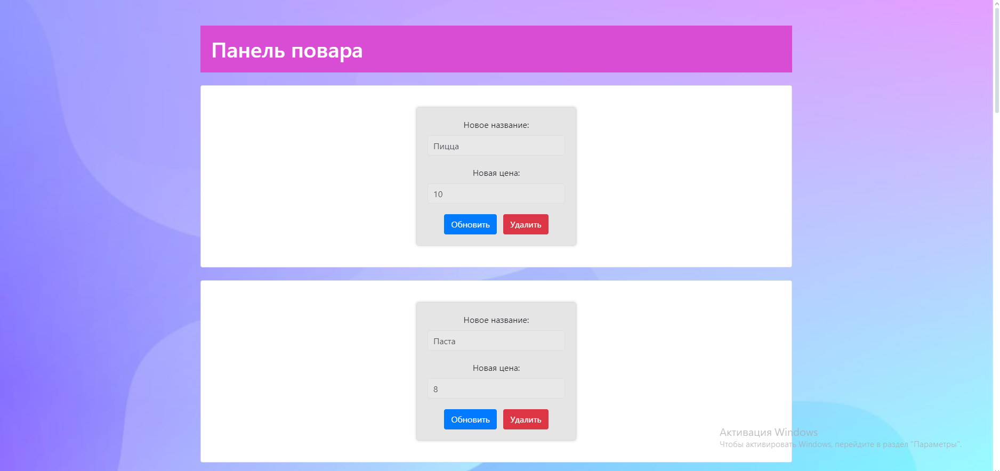 Панель повара
Новое название:
Пицца
Новая цена:
10
Обновить Удалить
Новое название:
Паста
Новая цена:
8
Обновить Удалить
Активация Windows
Чтобы активировать Windows, перейдите в раздел "Параметры".